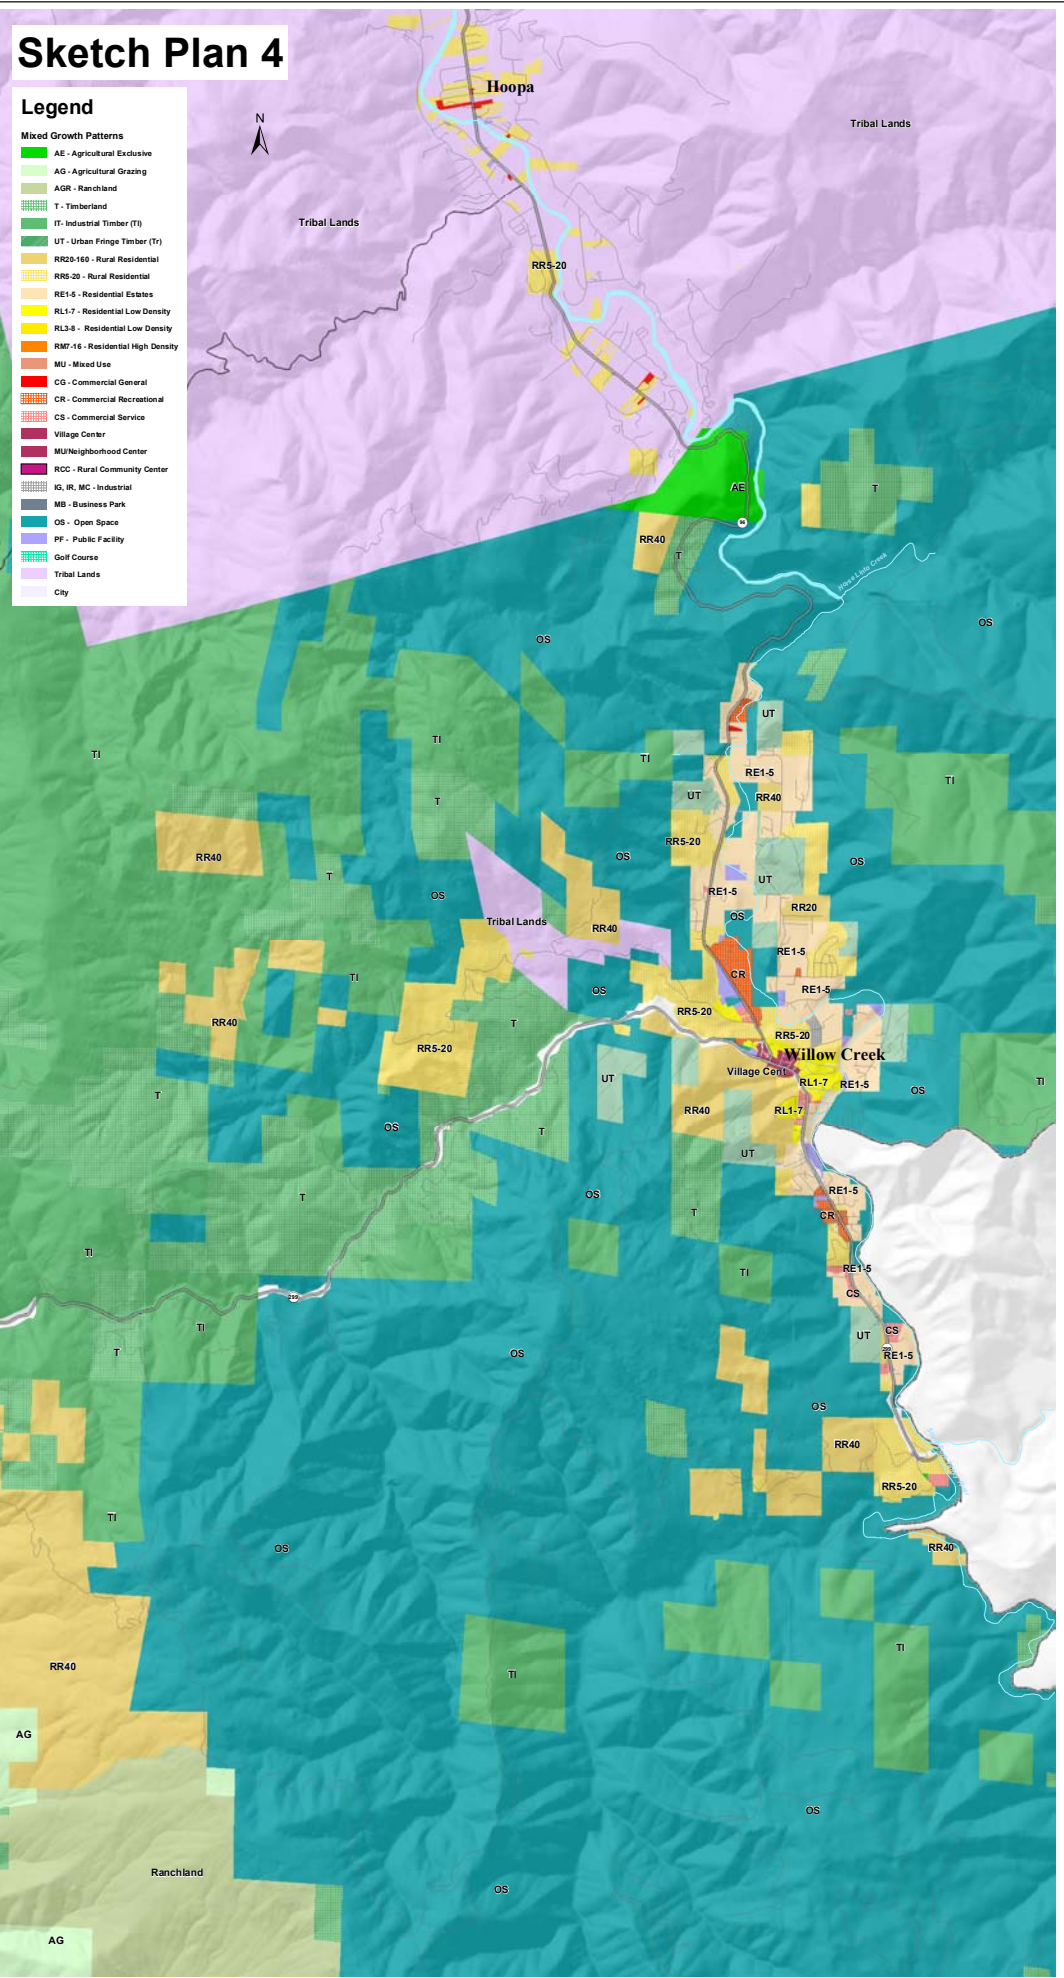 Sketch Plan 4
Legend
Mixed Growth Patterns
AE - Agricultural Exclusive
AG - Agricultural Grazing
AGR - Ranchland
T - Timberland
IT- Industrial Timber (TI)
UT - Urban Fringe Timber (Tr)
RR20-160 - Rural Residential
RR5-20 - Rural Residential
RE1-5 - Residential Estates
RL1-7 - Residential Low Density
RL3-8 - Residential Low Density
RM7-16 - Residential High Density
MU - Mixed Use
CG - Commercial General
CR - Commercial Recreational
CS - Commercial Service
Village Center
MU/Neighborhood Center
RCC - Rural Community Center
IG, IR, MC - Industrial
MB - Business Park
OS - Open Space
PF - Public Facility
Golf Course
Tribal Lands
City
N
Hoopa
Tribal Lands
Tribal Lands
RR5-20
AE
T
96
RR40
T
Horse Linto Creek
OS
OS
UT
TI
TI
TI
RE1-5
TI
T
UT
RR40
RR5-20
RR40
OS
OS
T
UT
RE1-5
OS
RR20
OS
Tribal Lands
RR40
RE1-5
CR
TI
OS
RE1-5
RR40
T
RR5-20
RR5-20
RR5-20
Willow Creek
Village Cent
UT
RL1-7
RE1-5
OS
TI
T
RR40
RL1-7
OS
T
UT
T
OS
RE1-5
T
CR
TI
RE1-5
TI
CS
299
TI
CS
UT
299
RE1-5
T
OS
OS
RR40
RR5-20
TI
OS
RR40
TI
RR40
TI
AG
OS
Ranchland
OS
AG